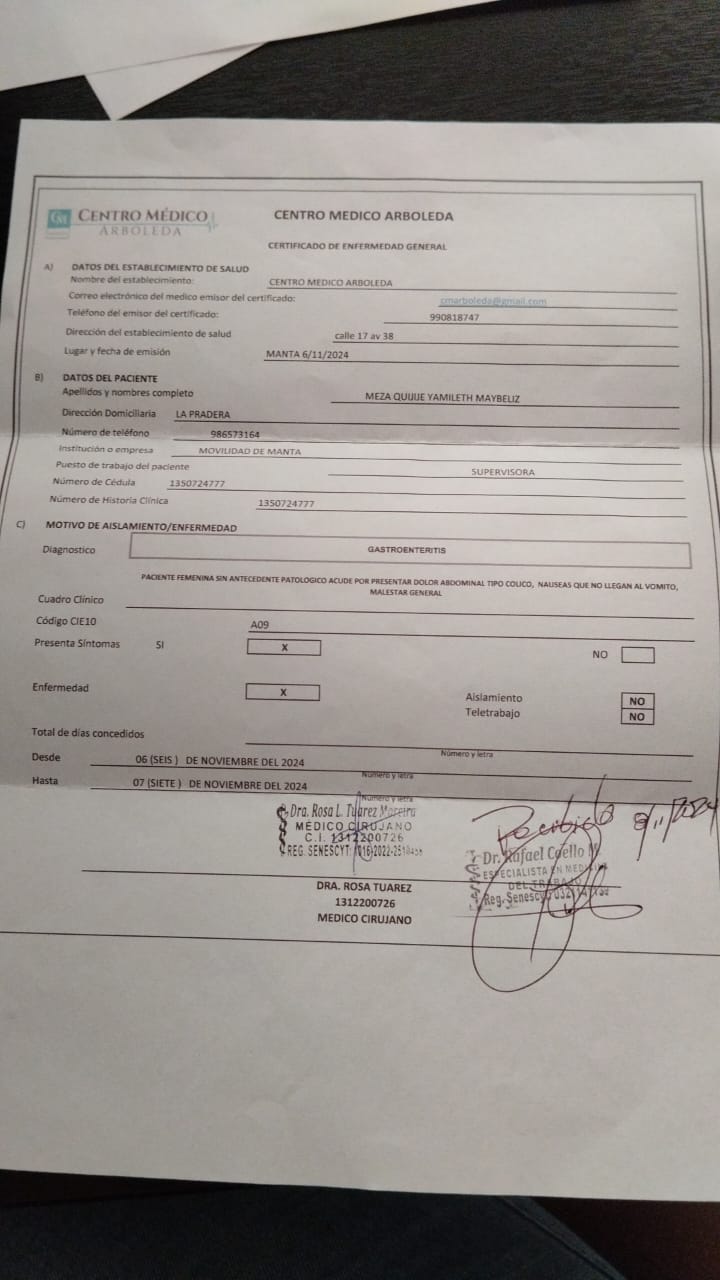 CM CENTRO MÉDICO
ARBOLEDA
CENTRO MEDICO ARBOLEDA
CERTIFICADO DE ENFERMEDAD GENERAL
A) DATOS DEL ESTABLECIMIENTO DE SALUD
Nombre del establecimiento: CENTRO MEDICO ARBOLEDA
Correo electrónico del medico emisor del certificado: cmarboleda@gmail.com
Teléfono del emisor del certificado: 990818747
Dirección del establecimiento de salud calle 17 av 38
Lugar y fecha de emisión MANTA 6/11/2024
B) DATOS DEL PACIENTE
Apellidos y nombres completo MEZA QUIJIJE YAMILETH MAYBELIZ
Dirección Domiciliaria LA PRADERA
Número de teléfono 986573164
Institución o empresa MOVILIDAD DE MANTA
Puesto de trabajo del paciente SUPERVISORA
Número de Cédula 1350724777
Número de Historia Clínica 1350724777
C) MOTIVO DE AISLAMIENTO/ENFERMEDAD
Diagnostico GASTROENTERITIS
PACIENTE FEMENINA SIN ANTECEDENTE PATOLOGICO ACUDE POR PRESENTAR DOLOR ABDOMINAL TIPO COLICO, NAUSEAS QUE NO LLEGAN AL VOMITO,
MALESTAR GENERAL
Cuadro Clínico
Código CIE10 A09
Presenta Síntomas SI X NO
Enfermedad X Aislamiento NO
Teletrabajo NO
Total de días concedidos
Número y letra
Desde 06 (SEIS ) DE NOVIEMBRE DEL 2024
Número y letra
Hasta 07 (SIETE ) DE NOVIEMBRE DEL 2024
Número y letra
Dra. Rosa L. Tuarez Moreira
MÉDICO CIRUJANO
C.I. 1312200726
REG. SENESCYT:
Recibido 8/11/2024
Dr. Rafael Coello
ESPECIALISTA EN MEDICINA
DEL TRABAJO
Reg. Senescyt
DRA. ROSA TUAREZ
1312200726
MEDICO CIRUJANO